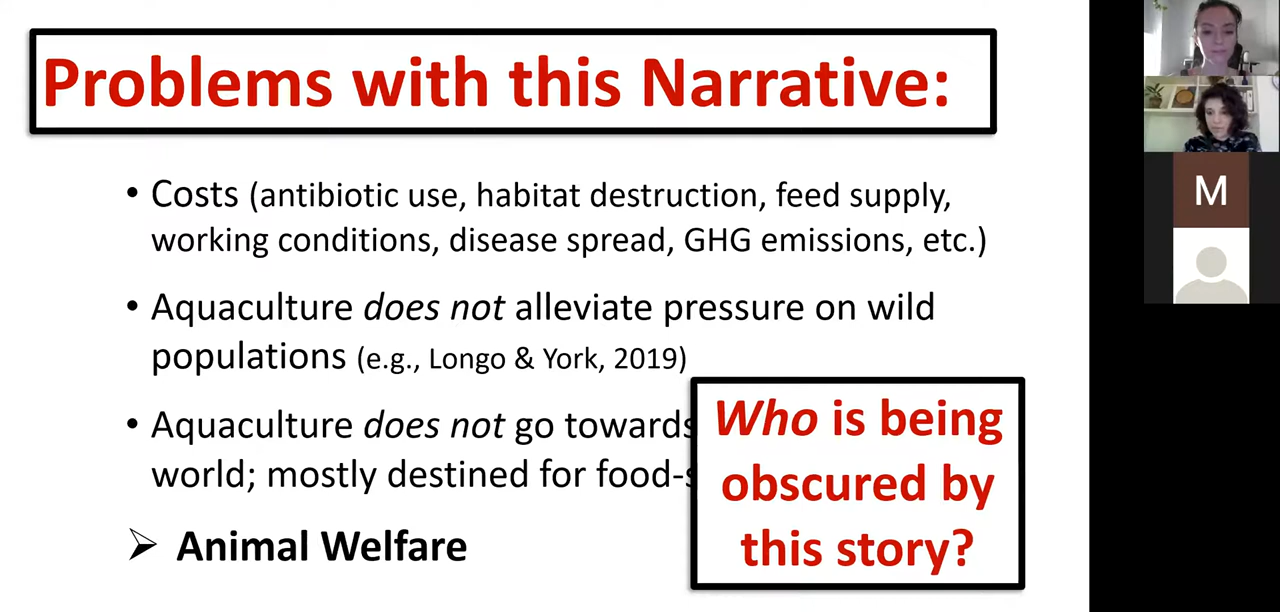 Problems with this Narrative:
• Costs (antibiotic use, habitat destruction, feed supply,
working conditions, disease spread, GHG emissions, etc.)
• Aquaculture does not alleviate pressure on wild
populations (e.g., Longo & York, 2019)
• Aquaculture does not go towards
world; mostly destined for food-
➢ Animal Welfare
Who is being
obscured by
this story?
M